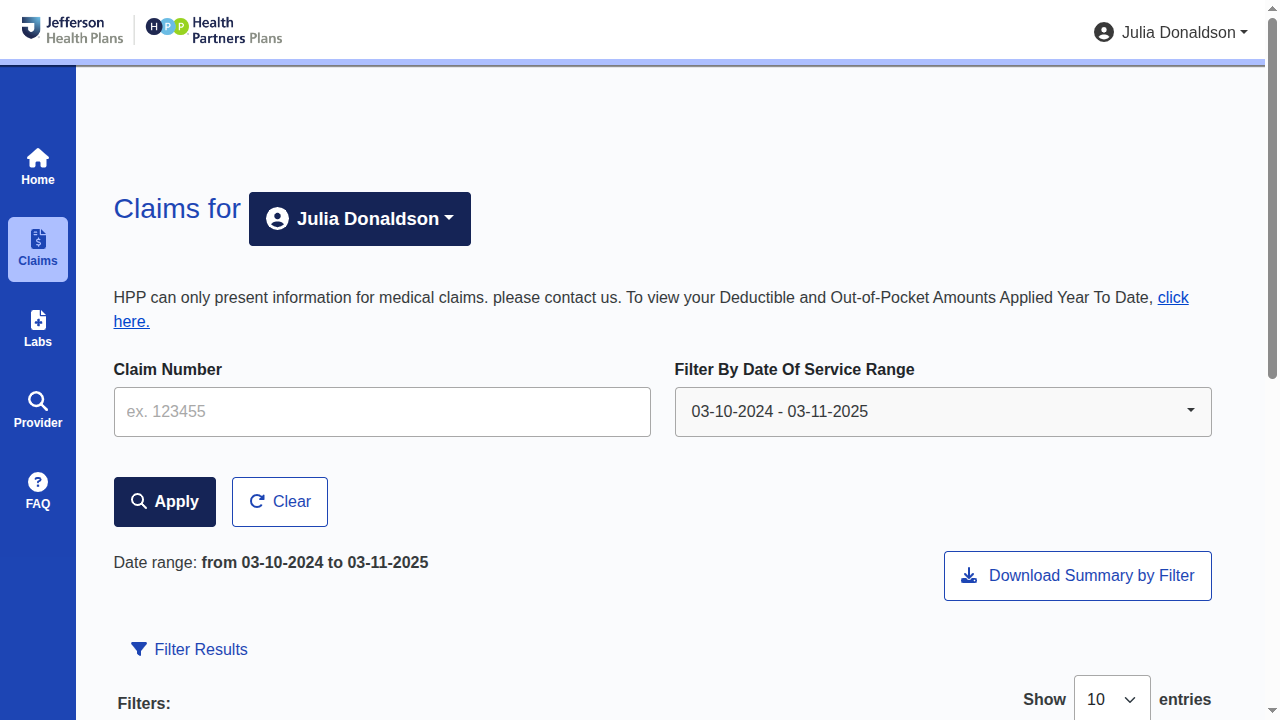 Jefferson
Health Plans
HPP
Health
Partners Plans
Julia Donaldson
Home
Claims
Labs
Provider
FAQ
Claims for
Julia Donaldson
HPP can only present information for medical claims. please contact us. To view your Deductible and Out-of-Pocket Amounts Applied Year To Date, click
here.
Claim Number
Filter By Date Of Service Range
ex. 123455
03-10-2024 - 03-11-2025
Apply
Clear
Date range: from 03-10-2024 to 03-11-2025
Download Summary by Filter
Filter Results
Filters:
Show 10 entries